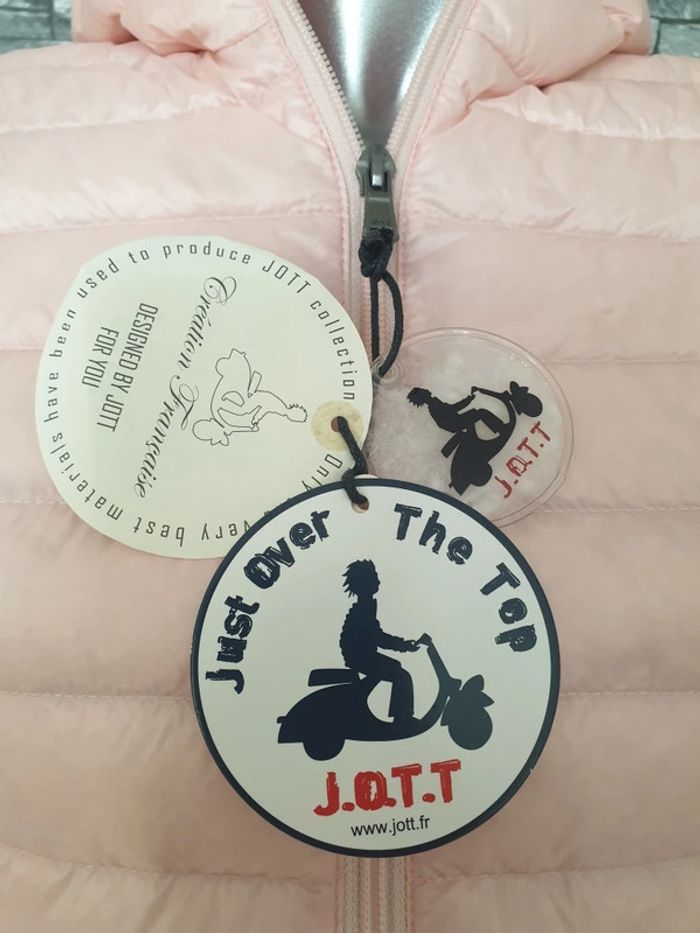 Only the very best materials have been used to produce JOTT collection
Création Française
DESIGNED BY JOTT
FOR YOU
J.O.T.T
Just Over The Top
J.O.T.T
www.jott.fr